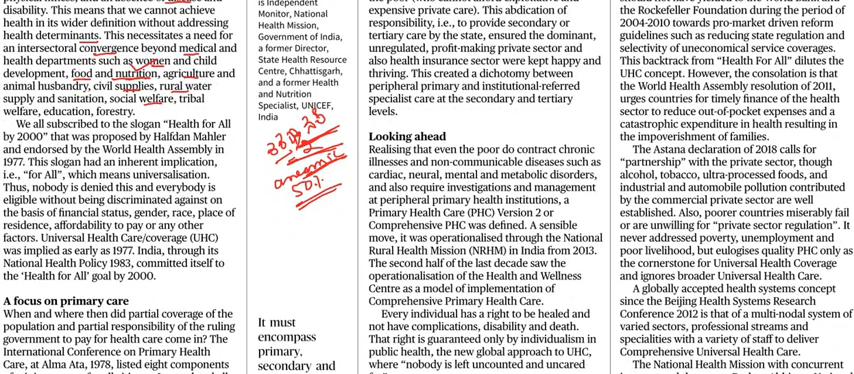 disability. This means that we cannot achieve
health in its wider definition without addressing
health determinants. This necessitates a need for
an intersectoral convergence beyond medical and
health departments such as women and child
development, food and nutrition, agriculture and
animal husbandry, civil supplies, rural water
supply and sanitation, social welfare, tribal
welfare, education, forestry.
We all subscribed to the slogan “Health for All
by 2000” that was proposed by Halfdan Mahler
and endorsed by the World Health Assembly in
1977. This slogan had an inherent implication,
i.e., “for All”, which means universalisation.
Thus, nobody is denied this and everybody is
eligible without being discriminated against on
the basis of financial status, gender, race, place of
residence, affordability to pay or any other
factors. Universal Health Care/coverage (UHC)
was implied as early as 1977. India, through its
National Health Policy 1983, committed itself to
the ‘Health for All’ goal by 2000.
A focus on primary care
When and where then did partial coverage of the
population and partial responsibility of the ruling
government to pay for health care come in? The
International Conference on Primary Health
Care, at Alma Ata, 1978, listed eight components
is Independent
Monitor, National
Health Mission,
Government of India,
a former Director,
State Health Resource
Centre, Chhattisgarh,
and a former Health
and Nutrition
Specialist, UNICEF,
India
50%
It must
encompass
primary,
secondary and
expensive private care). This abdication of
responsibility, i.e., to provide secondary or
tertiary care by the state, ensured the dominant,
unregulated, profit-making private sector and
also health insurance sector were kept happy and
thriving. This created a dichotomy between
peripheral primary and institutional-referred
specialist care at the secondary and tertiary
levels.
Looking ahead
Realising that even the poor do contract chronic
illnesses and non-communicable diseases such as
cardiac, neural, mental and metabolic disorders,
and also require investigations and management
at peripheral primary health institutions, a
Primary Health Care (PHC) Version 2 or
Comprehensive PHC was defined. A sensible
move, it was operationalised through the National
Rural Health Mission (NRHM) in India from 2013.
The second half of the last decade saw the
operationalisation of the Health and Wellness
Centre as a model of implementation of
Comprehensive Primary Health Care.
Every individual has a right to be healed and
not have complications, disability and death.
That right is guaranteed only by individualism in
public health, the new global approach to UHC,
where “nobody is left uncounted and uncared
the Rockefeller Foundation during the period of
2004-2010 towards pro-market driven reform
guidelines such as reducing state regulation and
selectivity of uneconomical service coverages.
This backtrack from “Health For All” dilutes the
UHC concept. However, the consolation is that
the World Health Assembly resolution of 2011,
urges countries for timely finance of the health
sector to reduce out-of-pocket expenses and a
catastrophic expenditure in health resulting in
the impoverishment of families.
The Astana declaration of 2018 calls for
“partnership” with the private sector, though
alcohol, tobacco, ultra-processed foods, and
industrial and automobile pollution contributed
by the commercial private sector are well
established. Also, poorer countries miserably fail
or are unwilling for “private sector regulation”. It
never addressed poverty, unemployment and
poor livelihood, but eulogises quality PHC only as
the cornerstone for Universal Health Coverage
and ignores broader Universal Health Care.
A globally accepted health systems concept
since the Beijing Health Systems Research
Conference 2012 is that of a multi-nodal system of
varied sectors, professional streams and
specialities with a variety of staff to deliver
Comprehensive Universal Health Care.
The National Health Mission with concurrent